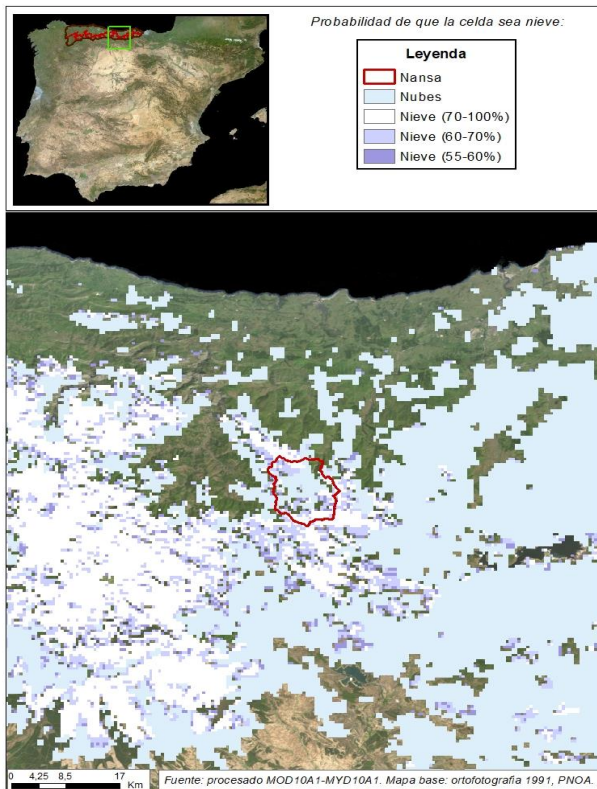 Probabilidad de que la celda sea nieve:
Leyenda
Nansa
Nubes
Nieve (70-100%)
Nieve (60-70%)
Nieve (55-60%)
0 4,25 8,5 17
Km
Fuente: procesado MOD10A1-MYD10A1. Mapa base: ortofotografia 1991, PNOA.